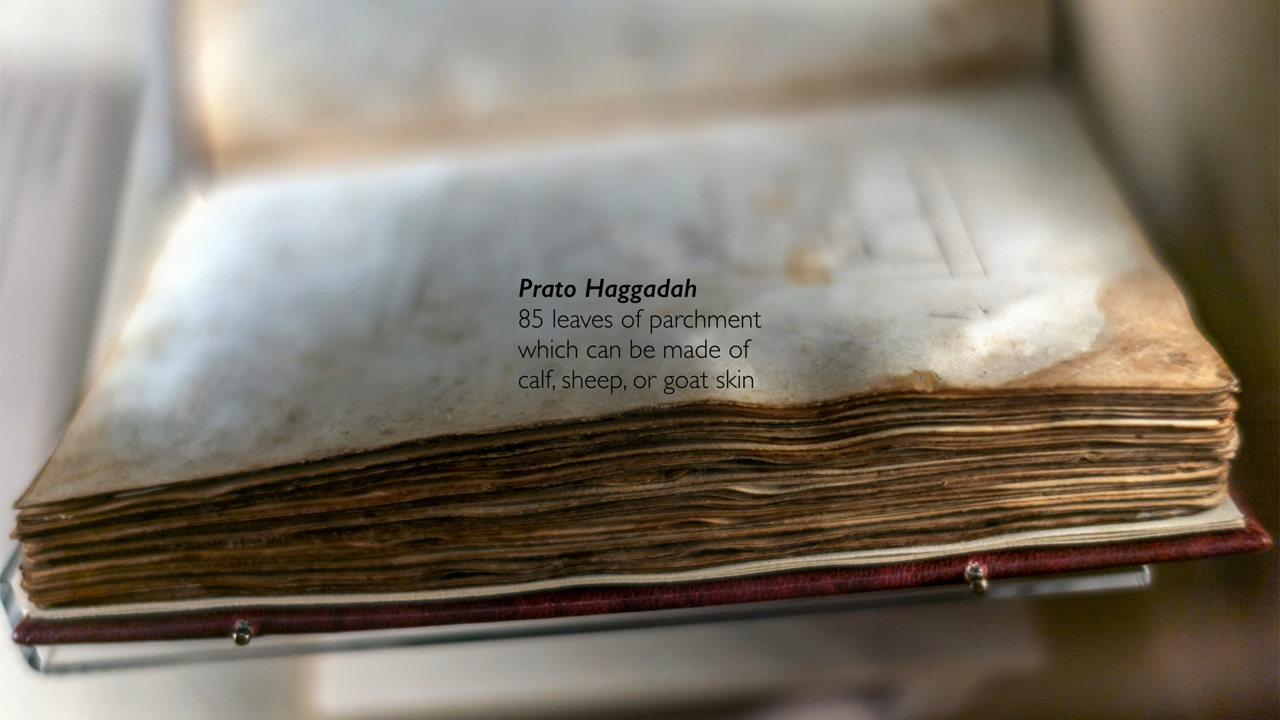 Prato Haggadah
85 leaves of parchment
which can be made of
calf, sheep, or goat skin